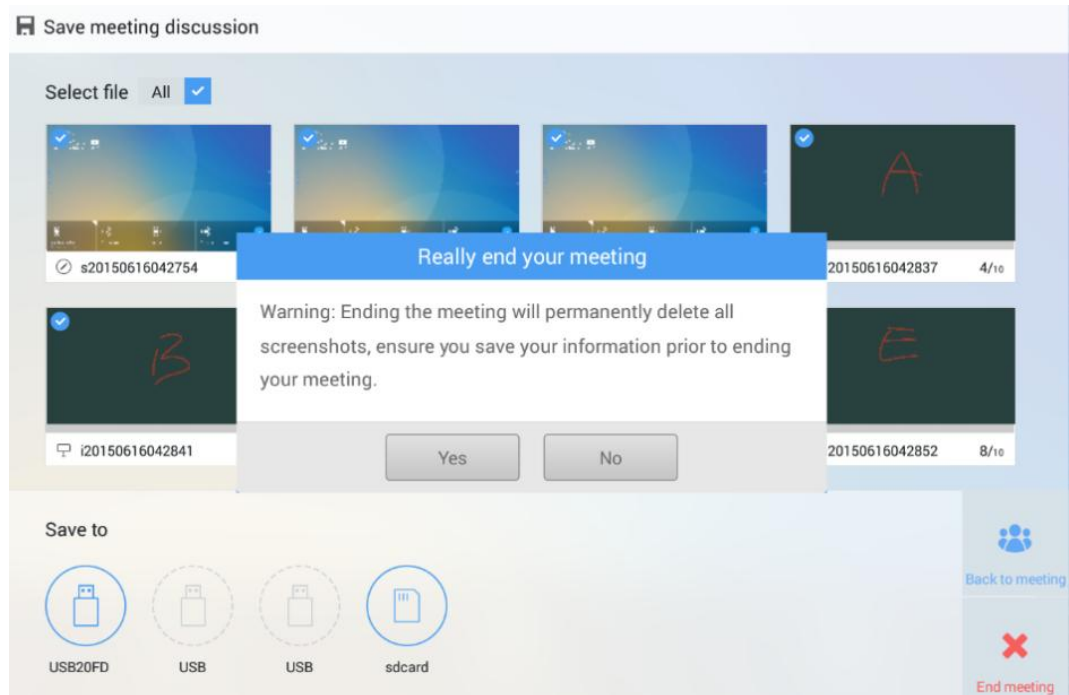 Save meeting discussion
Select file All
A
s20150616042754
20150616042837 4/10
Really end your meeting
Warning: Ending the meeting will permanently delete all
screenshots, ensure you save your information prior to ending
your meeting.
Yes No
B
E
i20150616042841
20150616042852 8/10
Save to
USB20FD USB USB sdcard
Back to meeting
End meeting